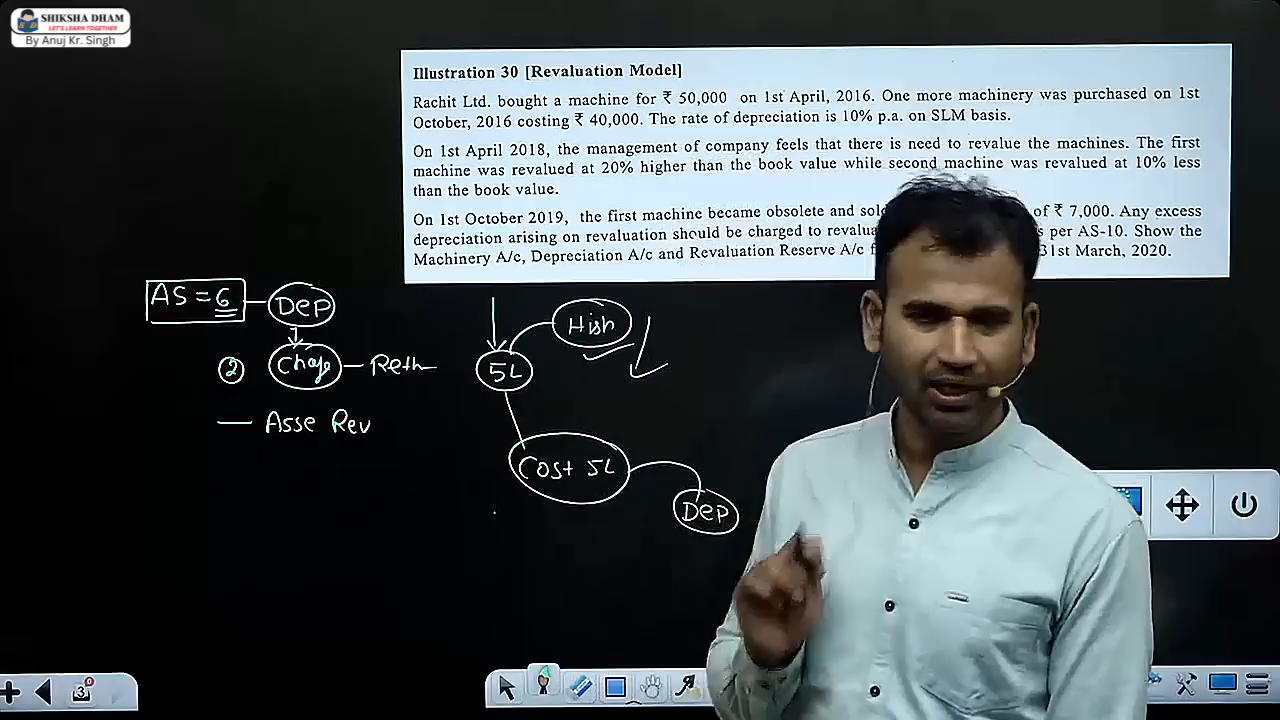 SHIKSHA DHAM
LET'S LEARN TOGETHER
By Anuj Kr. Singh
Illustration 30 [Revaluation Model]
Rachit Ltd. bought a machine for ₹ 50,000 on 1st April, 2016. One more machinery was purchased on 1st
October, 2016 costing ₹ 40,000. The rate of depreciation is 10% p.a. on SLM basis.
On 1st April 2018, the management of company feels that there is need to revalue the machines. The first
machine was revalued at 20% higher than the book value while second machine was revalued at 10% less
than the book value.
On 1st October 2019, the first machine became obsolete and sol of ₹ 7,000. Any excess
depreciation arising on revaluation should be charged to revalua s per AS-10. Show the
Machinery A/c, Depreciation A/c and Revaluation Reserve A/c f 31st March, 2020.
AS = 6 Dep
Hish
② Chage Reth
5L
Asse Rev
Cost 5L
Dep
3